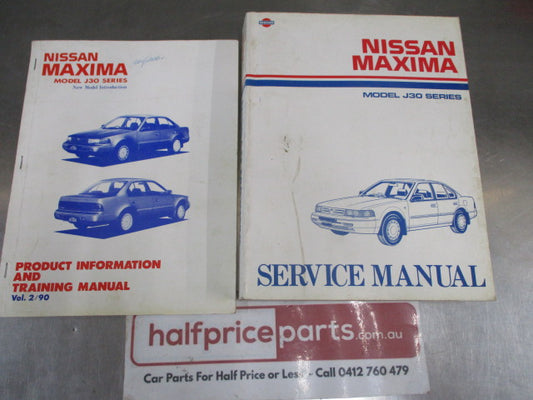 NISSAN
MAXIMA
MODEL J30 SERIES
New Model Introduction
PRODUCT INFORMATION
AND
TRAINING MANUAL
Vol. 2/90
NISSAN
MAXIMA
MODEL J30 SERIES
SERVICE MANUAL
halfpriceparts.com.au
Car Parts For Half Price or Less - Call 0412 760 479